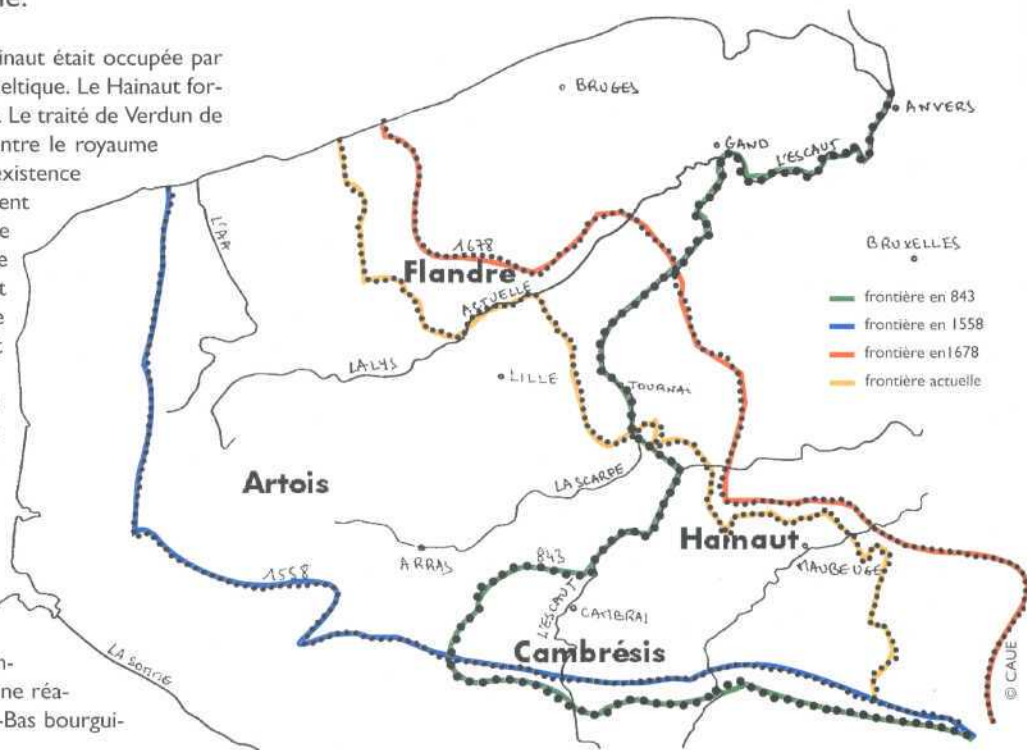 inaut était occupée par
eltique. Le Hainaut for-
. Le traité de Verdun de
ntre le royaume
existence
ent
e
e
t
e
n-
ne réa-
-Bas bourgui-
BRUGES
ANVERS
GAND
L'ESCAUT
BRUXELLES
L'AA
1678
Flandre
ACTUELLE
LA LYS
LILLE
TOURNAI
frontière en 843
frontière en 1558
frontière en1678
frontière actuelle
Artois
LA SCARPE
ARRAS
Hainaut
MAUBEUGE
843
1558
L'ESCAUT
CAMBRAI
Cambrésis
LA SOMME
© CAUE